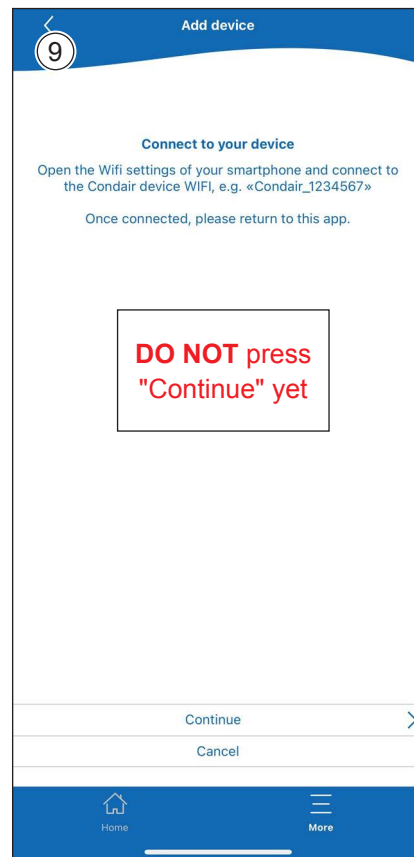 Add device
9
Connect to your device
Open the Wifi settings of your smartphone and connect to
the Condair device WIFI, e.g. «Condair_1234567»
Once connected, please return to this app.
DO NOT press
"Continue" yet
Continue
Cancel
Home
More